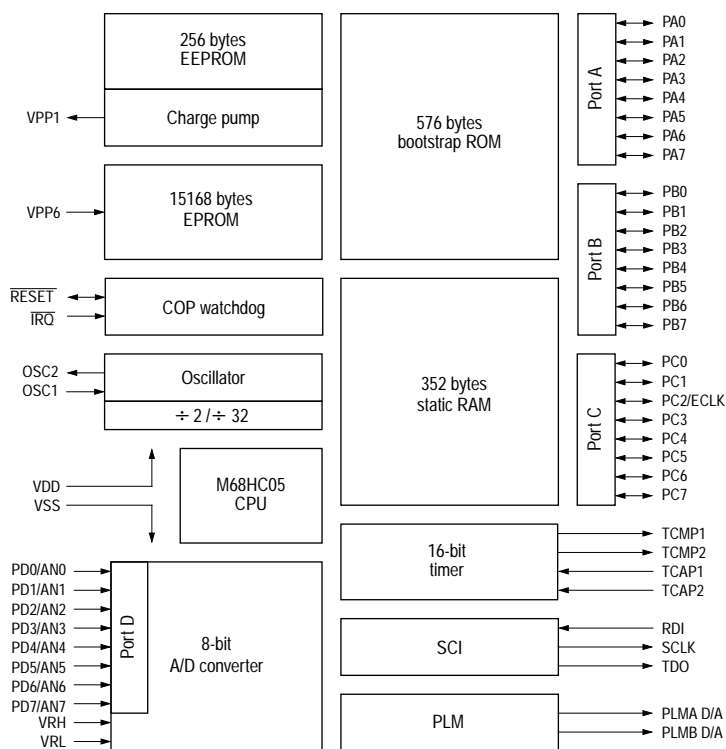 256 bytes
EEPROM
Charge pump
VPP1
15168 bytes
EPROM
VPP6
COP watchdog
RESET
IRQ
Oscillator
÷ 2 /÷ 32
OSC2
OSC1
M68HC05
CPU
VDD
VSS
PD0/AN0
PD1/AN1
PD2/AN2
PD3/AN3
PD4/AN4
PD5/AN5
PD6/AN6
PD7/AN7
VRH
VRL
Port D
8-bit
A/D converter
576 bytes
bootstrap ROM
352 bytes
static RAM
16-bit
timer
SCI
PLM
Port A
PA0
PA1
PA2
PA3
PA4
PA5
PA6
PA7
Port B
PB0
PB1
PB2
PB3
PB4
PB5
PB6
PB7
Port C
PC0
PC1
PC2/ECLK
PC3
PC4
PC5
PC6
PC7
TCMP1
TCMP2
TCAP1
TCAP2
RDI
SCLK
TDO
PLMA D/A
PLMB D/A